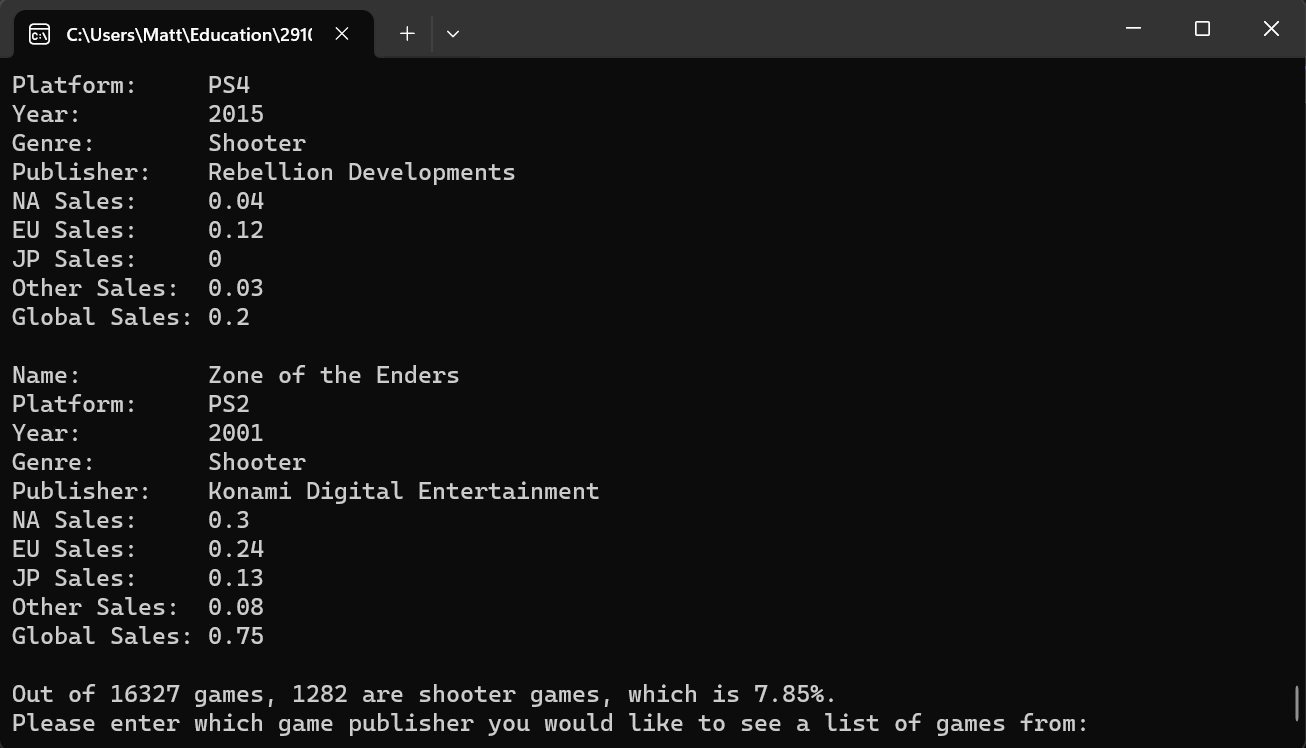 C:\Users\Matt\Education\2910
Platform:     PS4
Year:         2015
Genre:        Shooter
Publisher:    Rebellion Developments
NA Sales:     0.04
EU Sales:     0.12
JP Sales:     0
Other Sales:  0.03
Global Sales: 0.2
Name:         Zone of the Enders
Platform:     PS2
Year:         2001
Genre:        Shooter
Publisher:    Konami Digital Entertainment
NA Sales:     0.3
EU Sales:     0.24
JP Sales:     0.13
Other Sales:  0.08
Global Sales: 0.75
Out of 16327 games, 1282 are shooter games, which is 7.85%.
Please enter which game publisher you would like to see a list of games from: